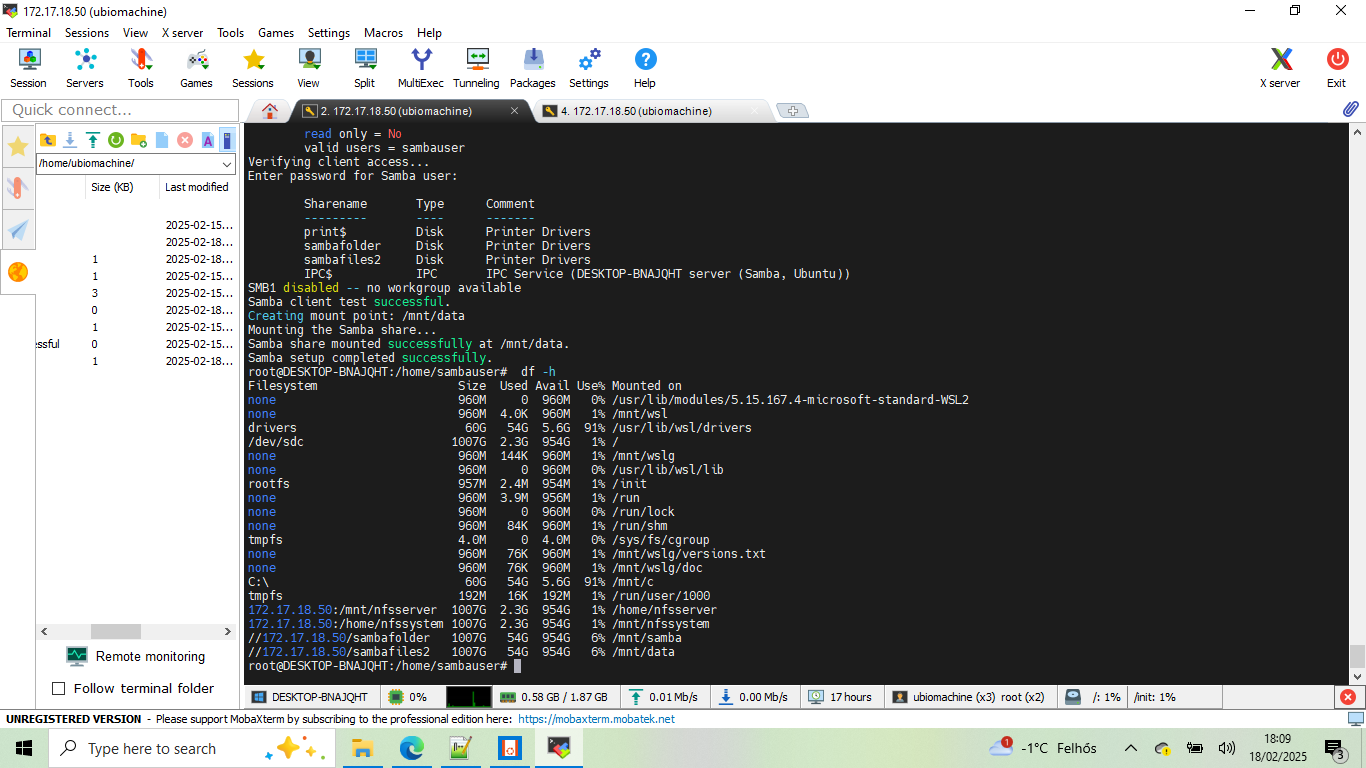 172.17.18.50 (ubiomachine)
Terminal Sessions View X server Tools Games Settings Macros Help
Session Servers Tools Games Sessions View Split MultiExec Tunneling Packages Settings Help X server Exit
Quick connect...
2. 172.17.18.50 (ubiomachine)
4. 172.17.18.50 (ubiomachine)
/home/ubiomachine/
Size (KB) Last modified
2025-02-15...
2025-02-18...
1 2025-02-18...
1 2025-02-15...
3 2025-02-15...
0 2025-02-18...
1 2025-02-15...
essful 0 2025-02-15...
1 2025-02-18...
Remote monitoring
Follow terminal folder
read only = No
valid users = sambauser
Verifying client access...
Enter password for Samba user:
Sharename Type Comment
--------- ---- -------
print$ Disk Printer Drivers
sambafolder Disk Printer Drivers
sambafiles2 Disk Printer Drivers
IPC$ IPC IPC Service (DESKTOP-BNAJQHT server (Samba, Ubuntu))
SMB1 disabled -- no workgroup available
Samba client test successful.
Creating mount point: /mnt/data
Mounting the Samba share...
Samba share mounted successfully at /mnt/data.
Samba setup completed successfully.
root@DESKTOP-BNAJQHT:/home/sambauser# df -h
Filesystem Size Used Avail Use% Mounted on
none 960M 0 960M 0% /usr/lib/modules/5.15.167.4-microsoft-standard-WSL2
none 960M 4.0K 960M 1% /mnt/wsl
drivers 60G 54G 5.6G 91% /usr/lib/wsl/drivers
/dev/sdc 1007G 2.3G 954G 1% /
none 960M 144K 960M 1% /mnt/wslg
none 960M 0 960M 0% /usr/lib/wsl/lib
rootfs 957M 2.4M 954M 1% /init
none 960M 3.9M 956M 1% /run
none 960M 0 960M 0% /run/lock
none 960M 84K 960M 1% /run/shm
tmpfs 4.0M 0 4.0M 0% /sys/fs/cgroup
none 960M 76K 960M 1% /mnt/wslg/versions.txt
none 960M 76K 960M 1% /mnt/wslg/doc
C:\ 60G 54G 5.6G 91% /mnt/c
tmpfs 192M 16K 192M 1% /run/user/1000
172.17.18.50:/mnt/nfsserver 1007G 2.3G 954G 1% /home/nfsserver
172.17.18.50:/home/nfssystem 1007G 2.3G 954G 1% /mnt/nfssystem
//172.17.18.50/sambafolder 1007G 54G 954G 6% /mnt/samba
//172.17.18.50/sambafiles2 1007G 54G 954G 6% /mnt/data
root@DESKTOP-BNAJQHT:/home/sambauser#
DESKTOP-BNAJQHT 0% 0.58 GB / 1.87 GB 0.01 Mb/s 0.00 Mb/s 17 hours ubiomachine (x3) root (x2) /: 1% /init: 1%
UNREGISTERED VERSION - Please support MobaXterm by subscribing to the professional edition here: https://mobaxterm.mobatek.net
Type here to search
1 -1°C Felhős
18:09
18/02/2025
3